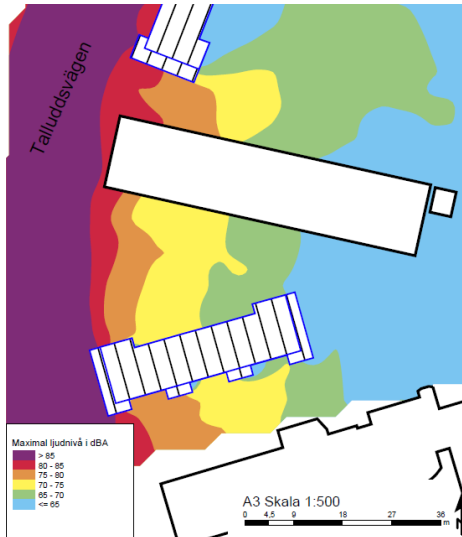 Talluddsvägen
Maximal ljudnivå i dBA
> 85
80 - 85
75 - 80
70 - 75
65 - 70
<= 65
A3 Skala 1:500
0 4,5 9 18 27 36
m